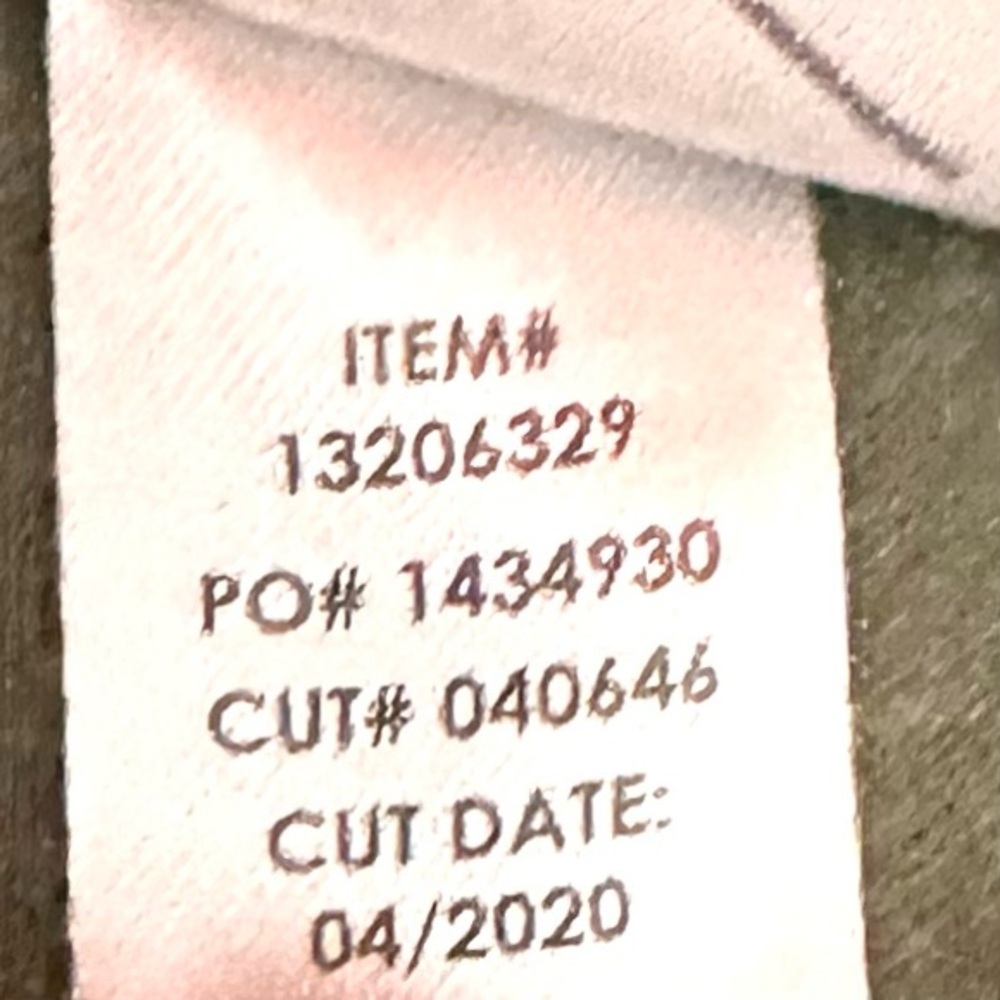 ITEM#
13206329
PO# 1434930
CUT# 040646
CUT DATE:
04/2020